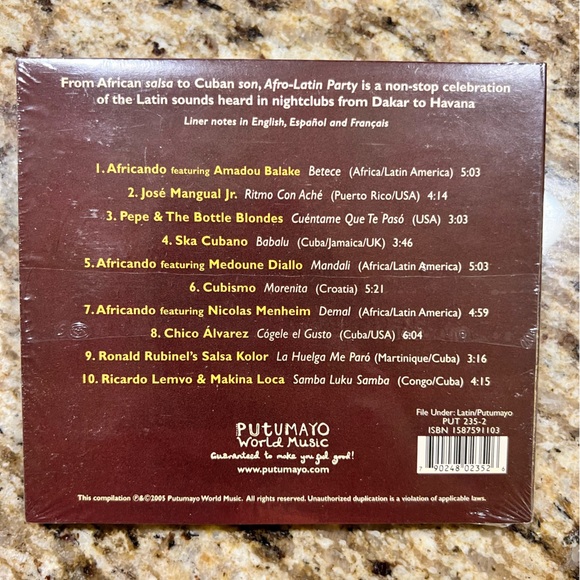 From African salsa to Cuban son, Afro-Latin Party is a non-stop celebration
of the Latin sounds heard in nightclubs from Dakar to Havana
Liner notes in English, Español and Français
1. Africando featuring Amadou Balake Betece (Africa/Latin America) 5:03
2. José Mangual Jr. Ritmo Con Aché (Puerto Rico/USA) 4:14
3. Pepe & The Bottle Blondes Cuéntame Que Te Pasó (USA) 3:03
4. Ska Cubano Babalu (Cuba/Jamaica/UK) 3:46
5. Africando featuring Medoune Diallo Mandali (Africa/Latin America) 5:03
6. Cubismo Morenita (Croatia) 5:21
7. Africando featuring Nicolas Menheim Demal (Africa/Latin America) 4:59
8. Chico Álvarez Cógele el Gusto (Cuba/USA) 6:04
9. Ronald Rubinel's Salsa Kolor La Huelga Me Paró (Martinique/Cuba) 3:16
10. Ricardo Lemvo & Makina Loca Samba Luku Samba (Congo/Cuba) 4:15
File Under: Latin/Putumayo
PUT 235-2
ISBN 1587591103
PUTUMAYO
World Music
Guaranteed to make you feel good!
www.putumayo.com
7 90248 02352
This compilation ℗&©2005 Putumayo World Music. All rights reserved. Unauthorized duplication is a violation of applicable laws.